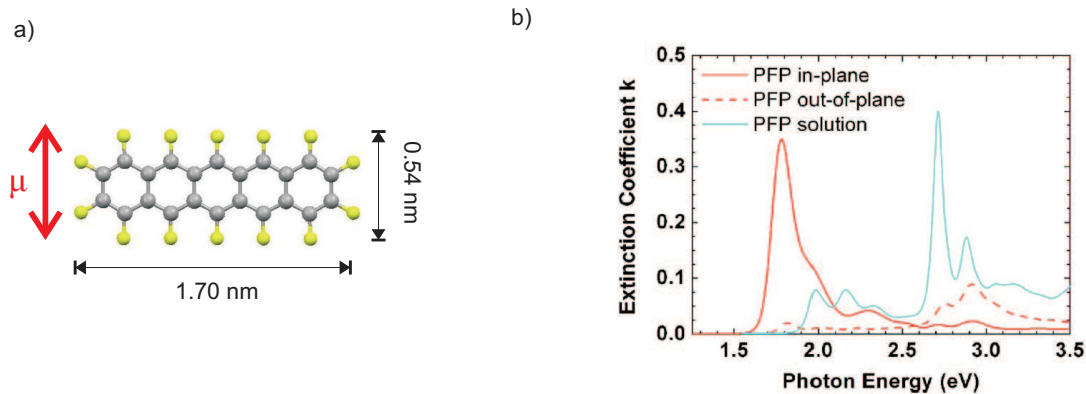 a)
μ
0.54 nm
1.70 nm
b)
0.5
0.4
0.3
0.2
0.1
0.0
Extinction Coefficient k
PFP in-plane
PFP out-of-plane
PFP solution
1.5 2.0 2.5 3.0 3.5
Photon Energy (eV)